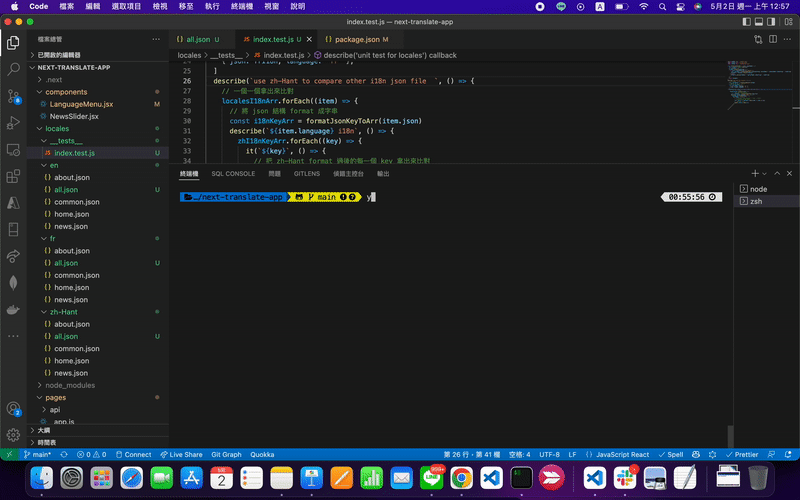 Code 檔案 編輯 選取項目 檢視 移至 執行 終端機 視窗 說明 5月2日 週一 上午 12:57
index.test.js — next-translate-app
檔案總管
已開啟的編輯器
NEXT-TRANSLATE-APP
.next
components
LanguageMenu.jsx M
NewsSlider.jsx
locales
__tests__
JS index.test.js U
en
{} about.json
{} all.json U
{} common.json
{} home.json
{} news.json
fr
{} about.json
{} all.json U
{} common.json
{} home.json
{} news.json
zh-Hant
{} about.json
{} all.json U
{} common.json
{} home.json
{} news.json
node_modules
pages
api
_app.js
大綱
時間表
{} all.json U JS index.test.js U {} package.json M
locales > __tests__ > JS index.test.js > describe('unit test for locales') callback
25 ]
26 describe(`use zh-Hant to compare other i18n json file `, () => {
27 // 一個一個拿出來比對
28 localesI18nArr.forEach((item) => {
29 // 將 json 結構 format 成字串
30 const i18nKeyArr = formatJsonKeyToArr(item.json)
31 describe(`${item.language} i18n`, () => {
32 zhI18nKeyArr.forEach((key) => {
33 it(`${key}`, () => {
34 // 把 zh-Hant format 過後的每一個 key 拿出來比對
終端機 SQL CONSOLE 問題 GITLENS 偵錯主控台 輸出
…/next-translate-app main y 00:55:56
node
zsh
main* 0 0 Connect Live Share Git Graph Quokka 第 26 行，第 41 欄 空格: 4 UTF-8 LF {} JavaScript React Spell Prettier
999+